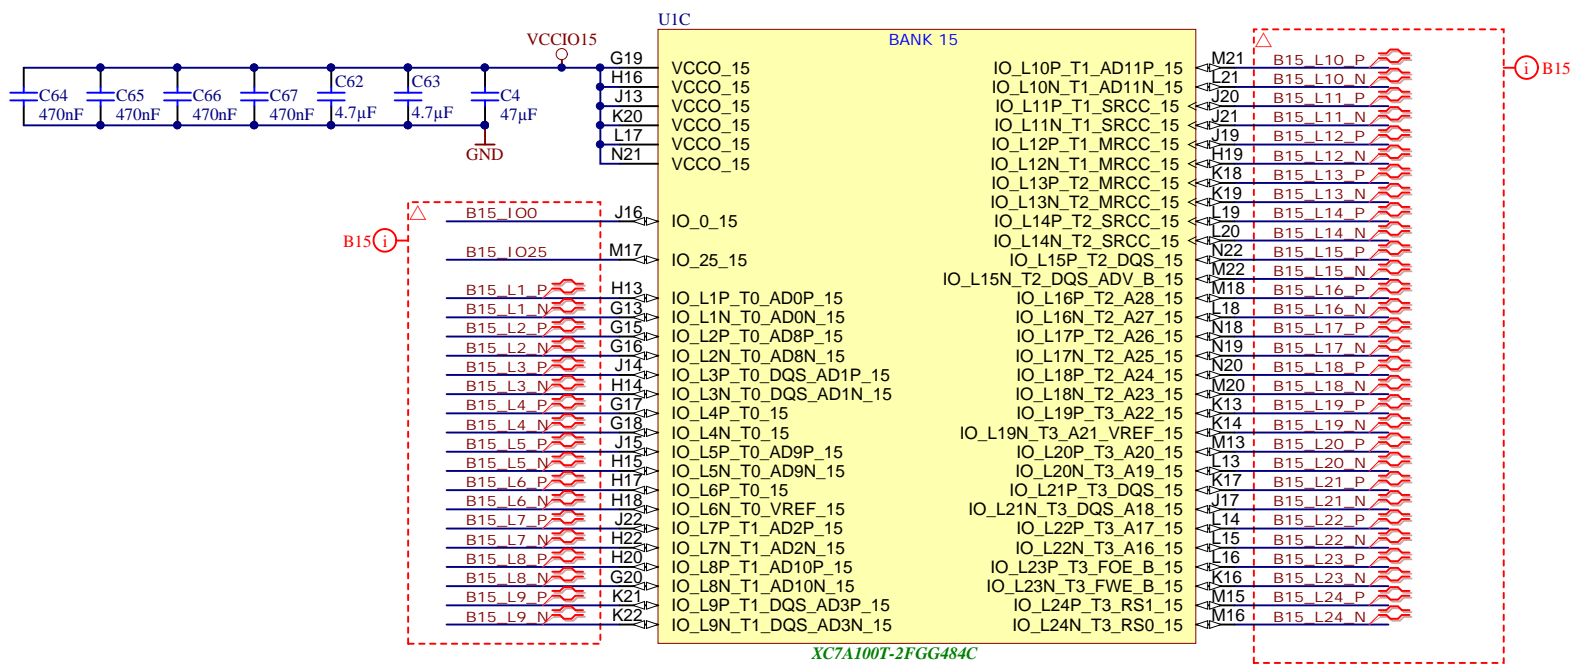 U1C
BANK 15
VCCIO15
C64
470nF
C65
470nF
C66
470nF
C67
470nF
C62
4.7µF
C63
4.7µF
C4
47µF
GND
G19 VCCO_15
H16 VCCO_15
J13 VCCO_15
K20 VCCO_15
L17 VCCO_15
N21 VCCO_15
B15 i
B15_IO0 J16 IO_0_15
B15_IO25 M17 IO_25_15
B15_L1_P H13 IO_L1P_T0_AD0P_15
B15_L1_N G13 IO_L1N_T0_AD0N_15
B15_L2_P G15 IO_L2P_T0_AD8P_15
B15_L2_N G16 IO_L2N_T0_AD8N_15
B15_L3_P J14 IO_L3P_T0_DQS_AD1P_15
B15_L3_N H14 IO_L3N_T0_DQS_AD1N_15
B15_L4_P G17 IO_L4P_T0_15
B15_L4_N G18 IO_L4N_T0_15
B15_L5_P J15 IO_L5P_T0_AD9P_15
B15_L5_N H15 IO_L5N_T0_AD9N_15
B15_L6_P H17 IO_L6P_T0_15
B15_L6_N H18 IO_L6N_T0_VREF_15
B15_L7_P J22 IO_L7P_T1_AD2P_15
B15_L7_N H22 IO_L7N_T1_AD2N_15
B15_L8_P H20 IO_L8P_T1_AD10P_15
B15_L8_N G20 IO_L8N_T1_AD10N_15
B15_L9_P K21 IO_L9P_T1_DQS_AD3P_15
B15_L9_N K22 IO_L9N_T1_DQS_AD3N_15
IO_L10P_T1_AD11P_15 M21 B15_L10_P
IO_L10N_T1_AD11N_15 L21 B15_L10_N
IO_L11P_T1_SRCC_15 J20 B15_L11_P
IO_L11N_T1_SRCC_15 J21 B15_L11_N
IO_L12P_T1_MRCC_15 J19 B15_L12_P
IO_L12N_T1_MRCC_15 H19 B15_L12_N
IO_L13P_T2_MRCC_15 K18 B15_L13_P
IO_L13N_T2_MRCC_15 K19 B15_L13_N
IO_L14P_T2_SRCC_15 L19 B15_L14_P
IO_L14N_T2_SRCC_15 L20 B15_L14_N
IO_L15P_T2_DQS_15 N22 B15_L15_P
IO_L15N_T2_DQS_ADV_B_15 M22 B15_L15_N
IO_L16P_T2_A28_15 M18 B15_L16_P
IO_L16N_T2_A27_15 L18 B15_L16_N
IO_L17P_T2_A26_15 N18 B15_L17_P
IO_L17N_T2_A25_15 N19 B15_L17_N
IO_L18P_T2_A24_15 N20 B15_L18_P
IO_L18N_T2_A23_15 M20 B15_L18_N
IO_L19P_T3_A22_15 K13 B15_L19_P
IO_L19N_T3_A21_VREF_15 K14 B15_L19_N
IO_L20P_T3_A20_15 M13 B15_L20_P
IO_L20N_T3_A19_15 L13 B15_L20_N
IO_L21P_T3_DQS_15 K17 B15_L21_P
IO_L21N_T3_DQS_A18_15 J17 B15_L21_N
IO_L22P_T3_A17_15 L14 B15_L22_P
IO_L22N_T3_A16_15 L15 B15_L22_N
IO_L23P_T3_FOE_B_15 L16 B15_L23_P
IO_L23N_T3_FWE_B_15 K16 B15_L23_N
IO_L24P_T3_RS1_15 M15 B15_L24_P
IO_L24N_T3_RS0_15 M16 B15_L24_N
i B15
XC7A100T-2FGG484C